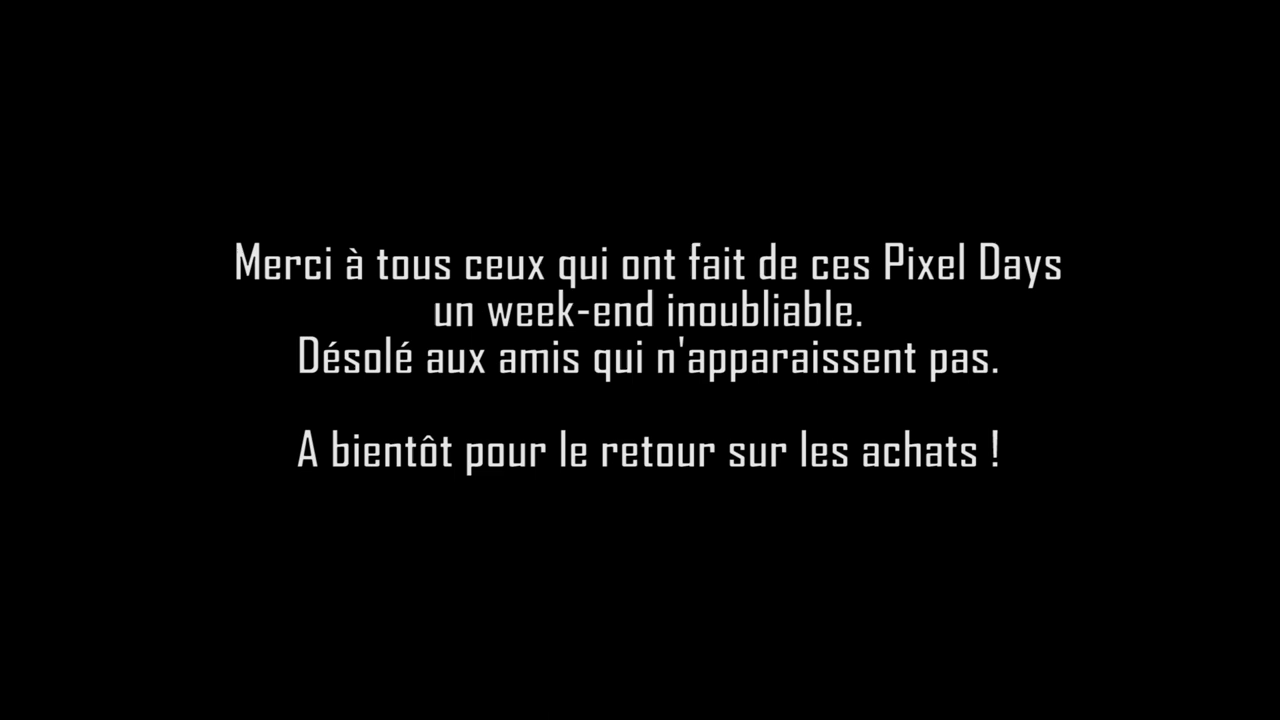 Merci à tous ceux qui ont fait de ces Pixel Days
un week-end inoubliable.
Désolé aux amis qui n'apparaissent pas.
A bientôt pour le retour sur les achats !